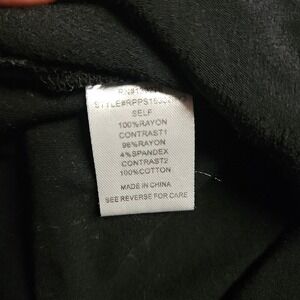 SELF
100%RAYON
CONTRAST1
96%RAYON
4%SPANDEX
CONTRAST2
100%COTTON
MADE IN CHINA
SEE REVERSE FOR CARE